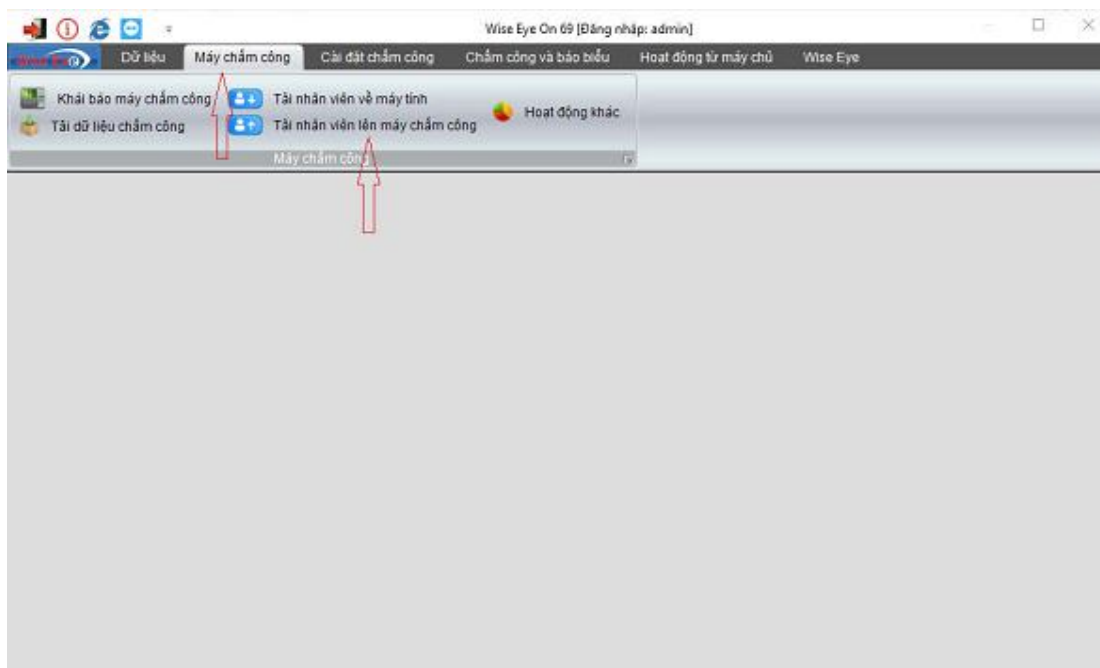 Wise Eye On 69 [Đăng nhập: admin]
Dữ liệu Máy chấm công Cài đặt chấm công Chấm công và báo biểu Hoạt động từ máy chủ Wise Eye
Khai báo máy chấm công Tải nhân viên về máy tính Hoạt động khác
Tải dữ liệu chấm công Tải nhân viên lên máy chấm công
Máy chấm công